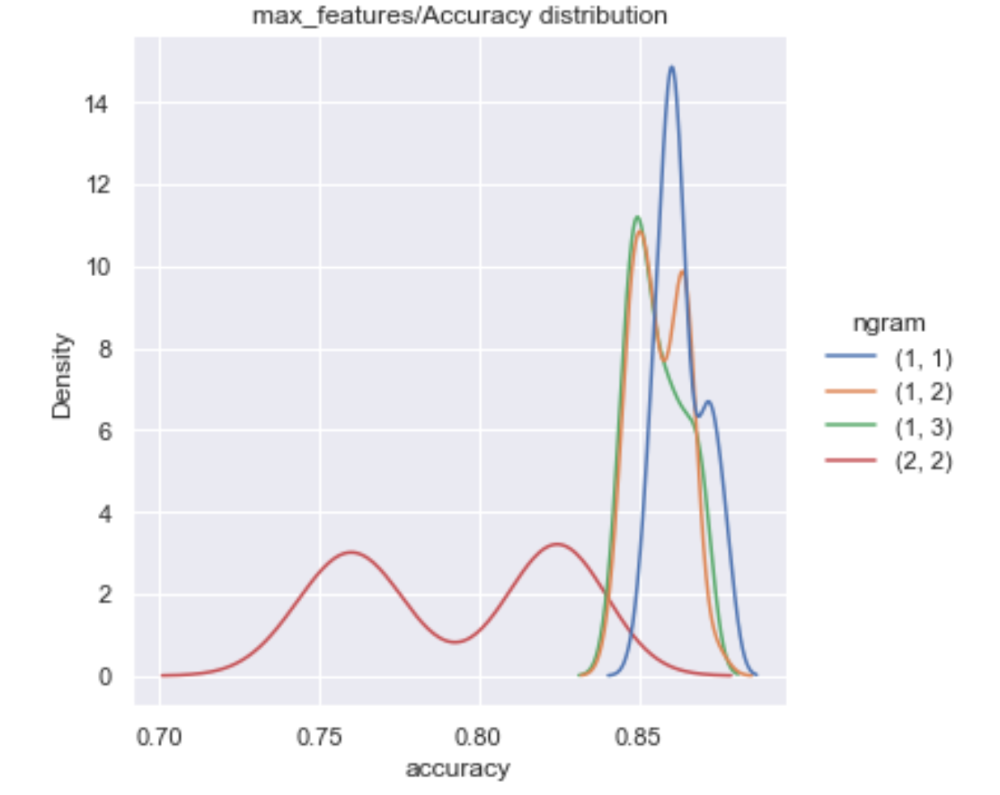 max_features/Accuracy distribution
14
12
10
8
6
4
2
0
Density
0.70 0.75 0.80 0.85
accuracy
ngram
(1, 1)
(1, 2)
(1, 3)
(2, 2)